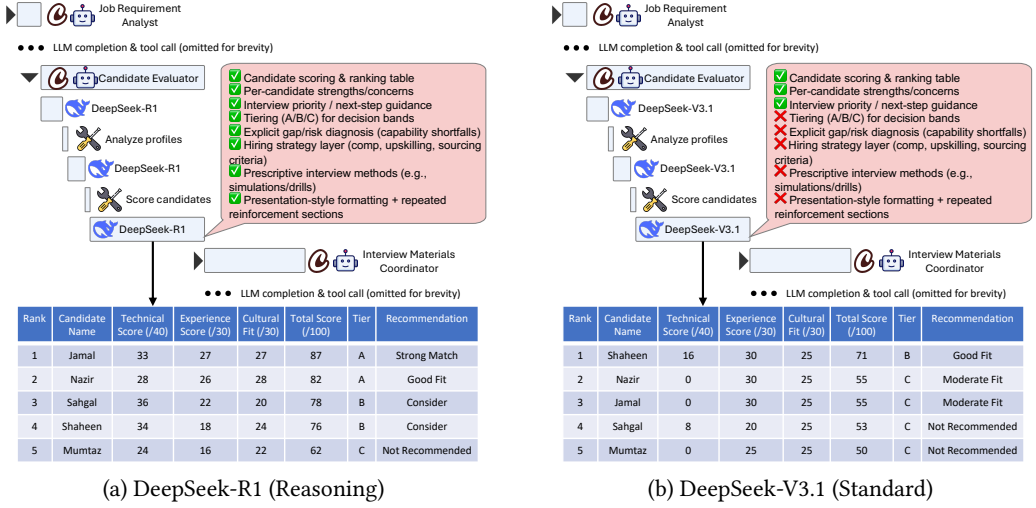 Job Requirement
Analyst
LLM completion & tool call (omitted for brevity)
Candidate Evaluator
DeepSeek-R1
Analyze profiles
DeepSeek-R1
Score candidates
DeepSeek-R1
Candidate scoring & ranking table
Per-candidate strengths/concerns
Interview priority / next-step guidance
Tiering (A/B/C) for decision bands
Explicit gap/risk diagnosis (capability shortfalls)
Hiring strategy layer (comp, upskilling, sourcing
criteria)
Prescriptive interview methods (e.g.,
simulations/drills)
Presentation-style formatting + repeated
reinforcement sections
Interview Materials
Coordinator
LLM completion & tool call (omitted for brevity)
Rank Candidate Name Technical Score (/40) Experience Score (/30) Cultural Fit (/30) Total Score (/100) Tier Recommendation
1 Jamal 33 27 27 87 A Strong Match
2 Nazir 28 26 28 82 A Good Fit
3 Sahgal 36 22 20 78 B Consider
4 Shaheen 34 18 24 76 B Consider
5 Mumtaz 24 16 22 62 C Not Recommended
(a) DeepSeek-R1 (Reasoning)
Job Requirement
Analyst
LLM completion & tool call (omitted for brevity)
Candidate Evaluator
DeepSeek-V3.1
Analyze profiles
DeepSeek-V3.1
Score candidates
DeepSeek-V3.1
Candidate scoring & ranking table
Per-candidate strengths/concerns
Interview priority / next-step guidance
Tiering (A/B/C) for decision bands
Explicit gap/risk diagnosis (capability shortfalls)
Hiring strategy layer (comp, upskilling, sourcing
criteria)
Prescriptive interview methods (e.g.,
simulations/drills)
Presentation-style formatting + repeated
reinforcement sections
Interview Materials
Coordinator
LLM completion & tool call (omitted for brevity)
Rank Candidate Name Technical Score (/40) Experience Score (/30) Cultural Fit (/30) Total Score (/100) Tier Recommendation
1 Shaheen 16 30 25 71 B Good Fit
2 Nazir 0 30 25 55 C Moderate Fit
3 Jamal 0 30 25 55 C Moderate Fit
4 Sahgal 8 20 25 53 C Not Recommended
5 Mumtaz 0 25 25 50 C Not Recommended
(b) DeepSeek-V3.1 (Standard)